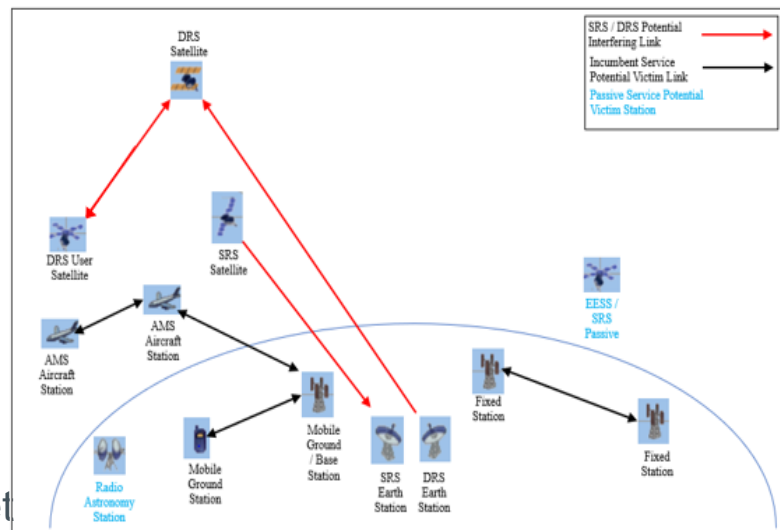 DRS
Satellite
SRS / DRS Potential
Interfering Link
Incumbent Service
Potential Victim Link
Passive Service Potential
Victim Station
DRS User
Satellite
SRS
Satellite
EESS /
SRS
Passive
AMS
Aircraft
Station
AMS
Aircraft
Station
Fixed
Station
Mobile
Ground
/ Base
Station
Mobile
Ground
Station
SRS
Earth
Station
DRS
Earth
Station
Fixed
Station
Radio
Astronomy
Station